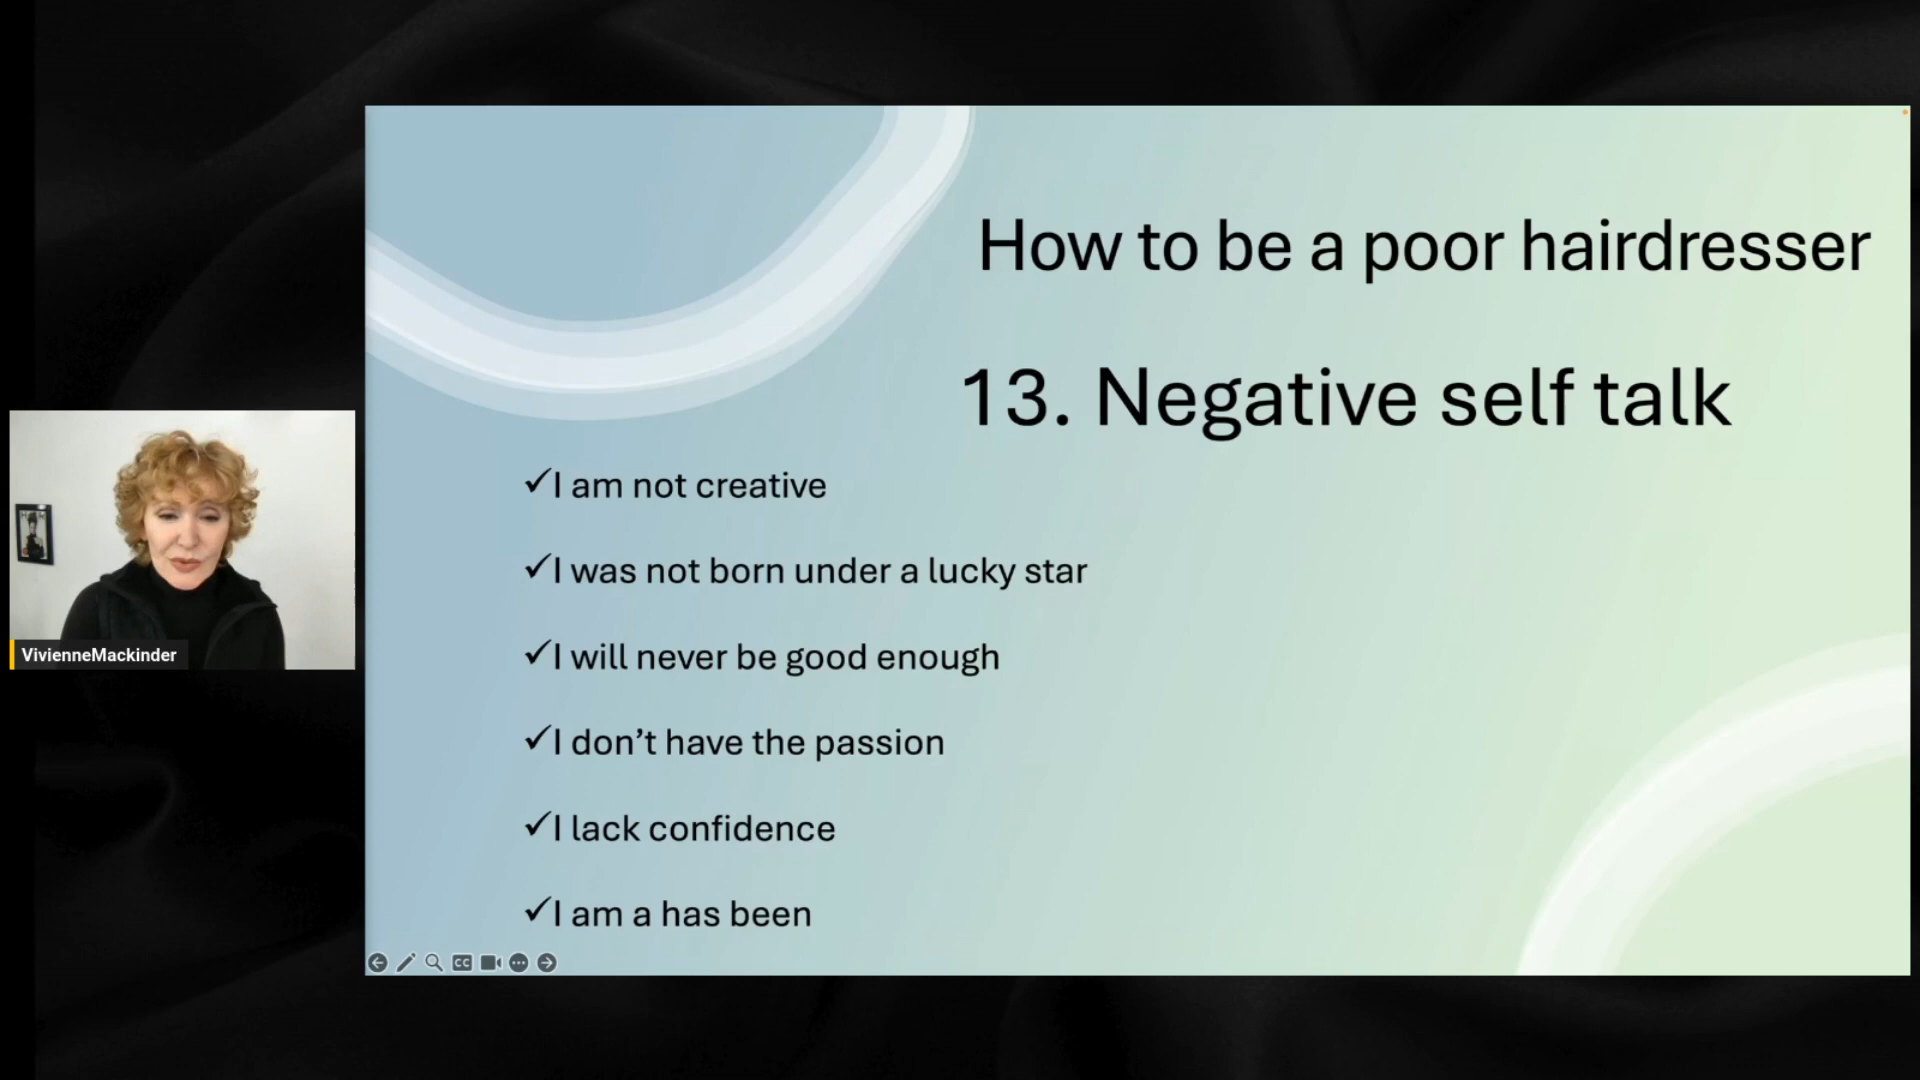 How to be a poor hairdresser
13. Negative self talk
✓I am not creative
✓I was not born under a lucky star
✓I will never be good enough
✓I don’t have the passion
✓I lack confidence
✓I am a has been
VivienneMackinder
CC